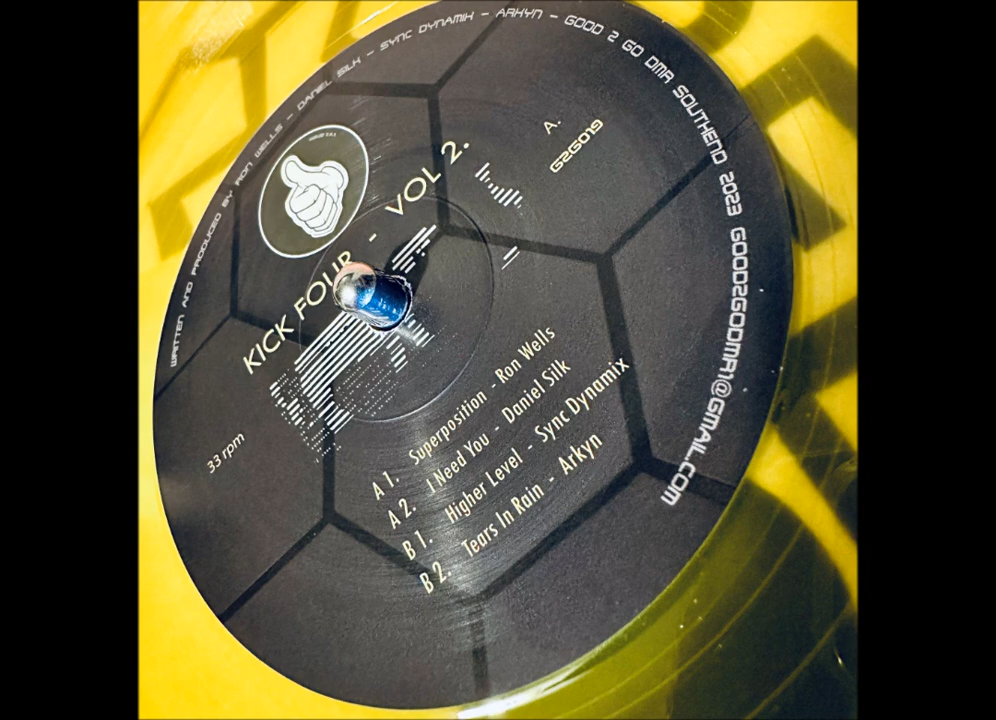 WRITTEN AND PRODUCED BY RON WELLS - DANIEL SILK - SYNC DYNAMIX - ARKYN - GOOD 2 GO DMA SOUTHEND 2023 GOOD2GODMA1@GMAIL.COM
A.
G2G019
KICK FOUR - VOL 2.
33 rpm
A 1. Superposition - Ron Wells
A 2. I Need You - Daniel Silk
B 1. Higher Level - Sync Dynamix
B 2. Tears In Rain - Arkyn